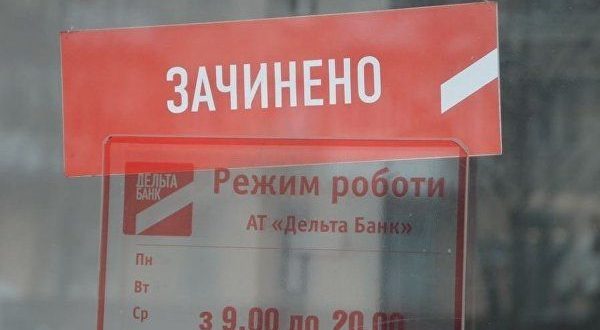 ЗАЧИНЕНО
ДЕЛЬТА
БАНК
Режим роботи
АТ «Дельта Банк»
Пн
Вт
Ср
з 9.00 до 20.00